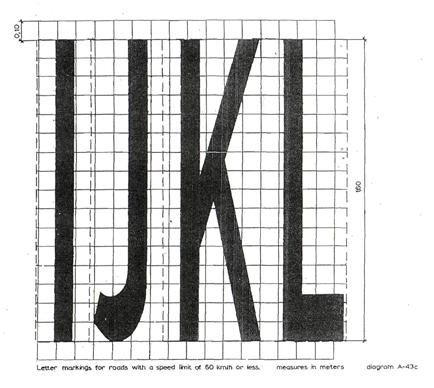 0,10
IJKL
1,60
Letter markings for roads with a speed limit of 60 km/h or less. measures in meters diagram A-43c